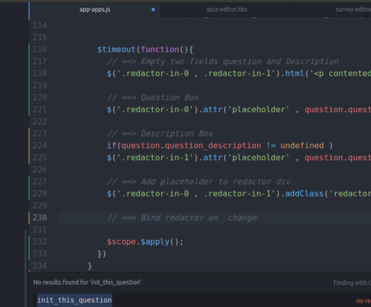 app-apps.js quiz-editor.hbs survey-editor
214
215
216 $timeout(function(){
217 // ==> Empty two fields question and Description
218 $('.redactor-in-0 , .redactor-in-1').html('<p contented
219
220 // ==> Question Box
221 $('.redactor-in-0').attr('placeholder' , question.quest
222
223 // ==> Description Box
224 if(question.question_description != undefined )
225 $('.redactor-in-1').attr('placeholder' , question.quest
226
227 // ==> Add placeholder to redactor div
228 $('.redactor-in-0 , .redactor-in-1').addClass('redactor
229
230 // ==> Bind redactor on  change
231
232 $scope.$apply();
233 })
234 }
No results found for 'init_this_question' Finding with
init_this_question no re